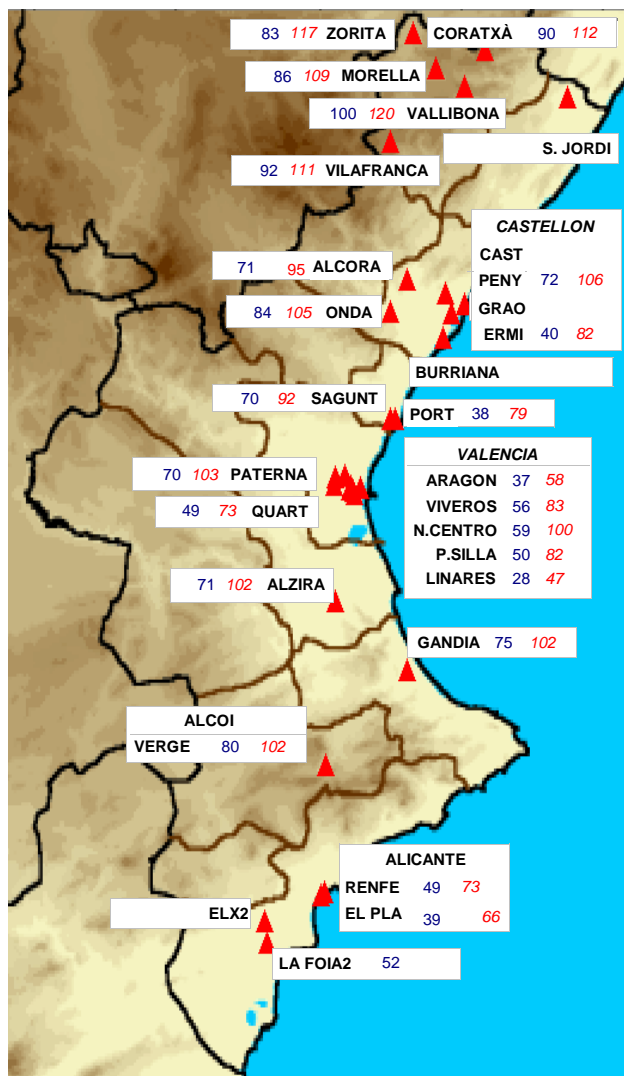 83 117 ZORITA
CORATXÀ 90 112
86 109 MORELLA
100 120 VALLIBONA
S. JORDI
92 111 VILAFRANCA
CASTELLON
CAST
PENY 72 106
GRAO
ERMI 40 82
71 95 ALCORA
84 105 ONDA
BURRIANA
70 92 SAGUNT
PORT 38 79
VALENCIA
ARAGON 37 58
VIVEROS 56 83
N.CENTRO 59 100
P.SILLA 50 82
LINARES 28 47
70 103 PATERNA
49 73 QUART
71 102 ALZIRA
GANDIA 75 102
ALCOI
VERGE 80 102
ALICANTE
RENFE 49 73
EL PLA 39 66
ELX2
LA FOIA2 52